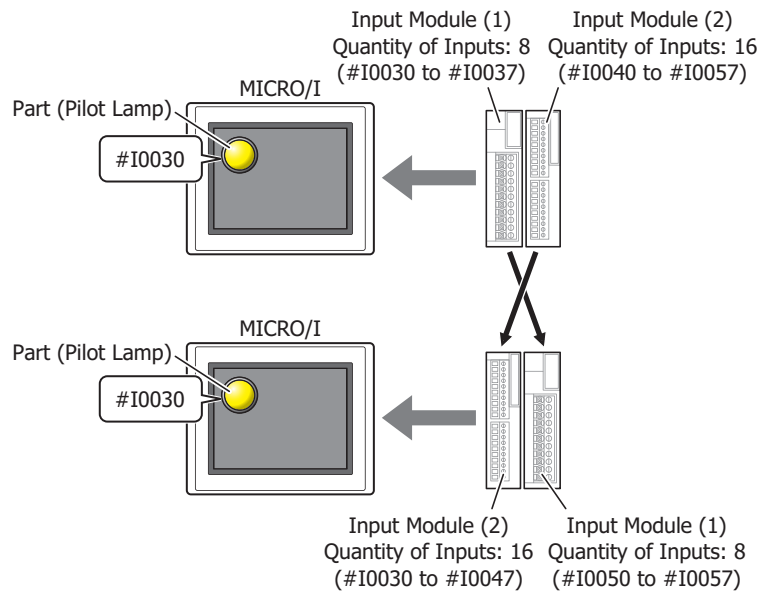 Input Module (1)
Quantity of Inputs: 8
(#I0030 to #I0037)
Input Module (2)
Quantity of Inputs: 16
(#I0040 to #I0057)
MICRO/I
Part (Pilot Lamp)
#I0030
MICRO/I
Part (Pilot Lamp)
#I0030
Input Module (2)
Quantity of Inputs: 16
(#I0030 to #I0047)
Input Module (1)
Quantity of Inputs: 8
(#I0050 to #I0057)